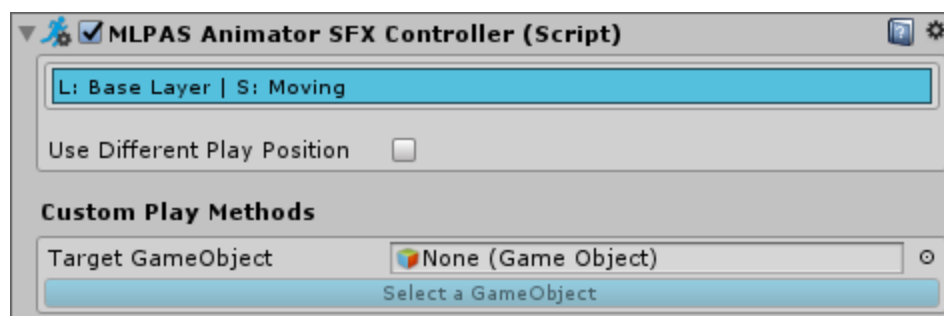 MLPAS Animator SFX Controller (Script)
L: Base Layer | S: Moving
Use Different Play Position
Custom Play Methods
Target GameObject None (Game Object)
Select a GameObject